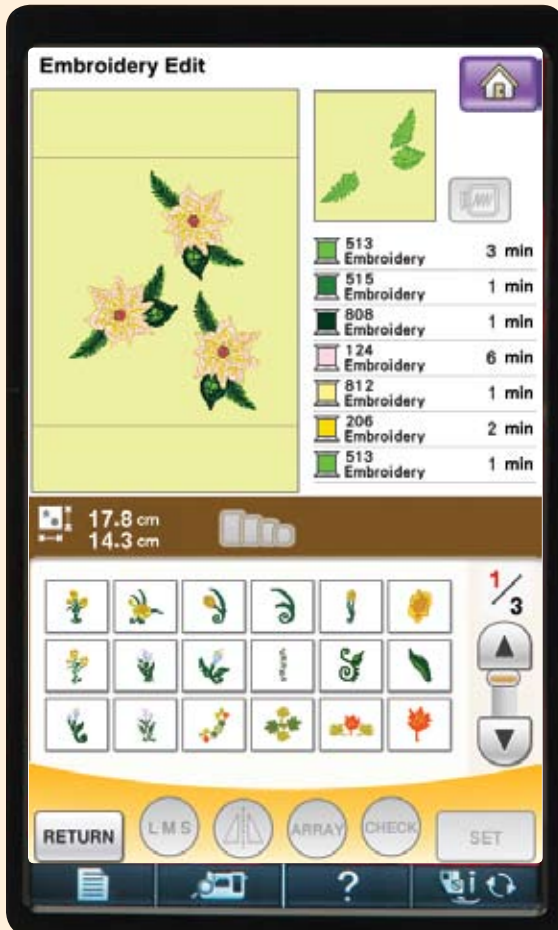 Embroidery Edit
513
Embroidery 3 min
515
Embroidery 1 min
808
Embroidery 1 min
124
Embroidery 6 min
812
Embroidery 1 min
206
Embroidery 2 min
513
Embroidery 1 min
17.8 cm
14.3 cm
1/3
RETURN
L M S
ARRAY
CHECK
SET
?
i